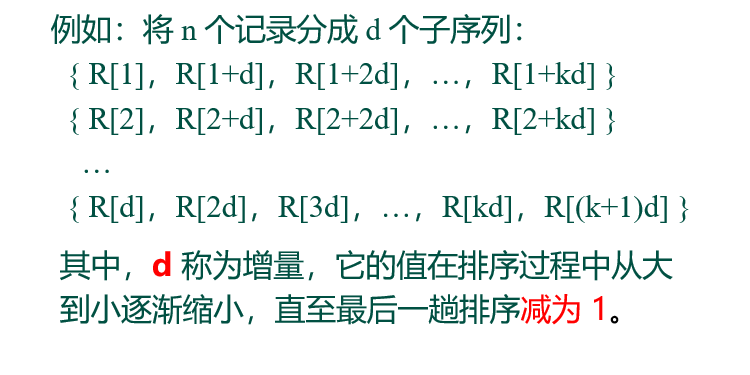 例如：将 n 个记录分成 d 个子序列：
{ R[1]，R[1+d]，R[1+2d]，…，R[1+kd] }
{ R[2]，R[2+d]，R[2+2d]，…，R[2+kd] }
…
{ R[d]，R[2d]，R[3d]，…，R[kd]，R[(k+1)d] }
其中，d 称为增量，它的值在排序过程中从大
到小逐渐缩小，直至最后一趟排序减为 1。